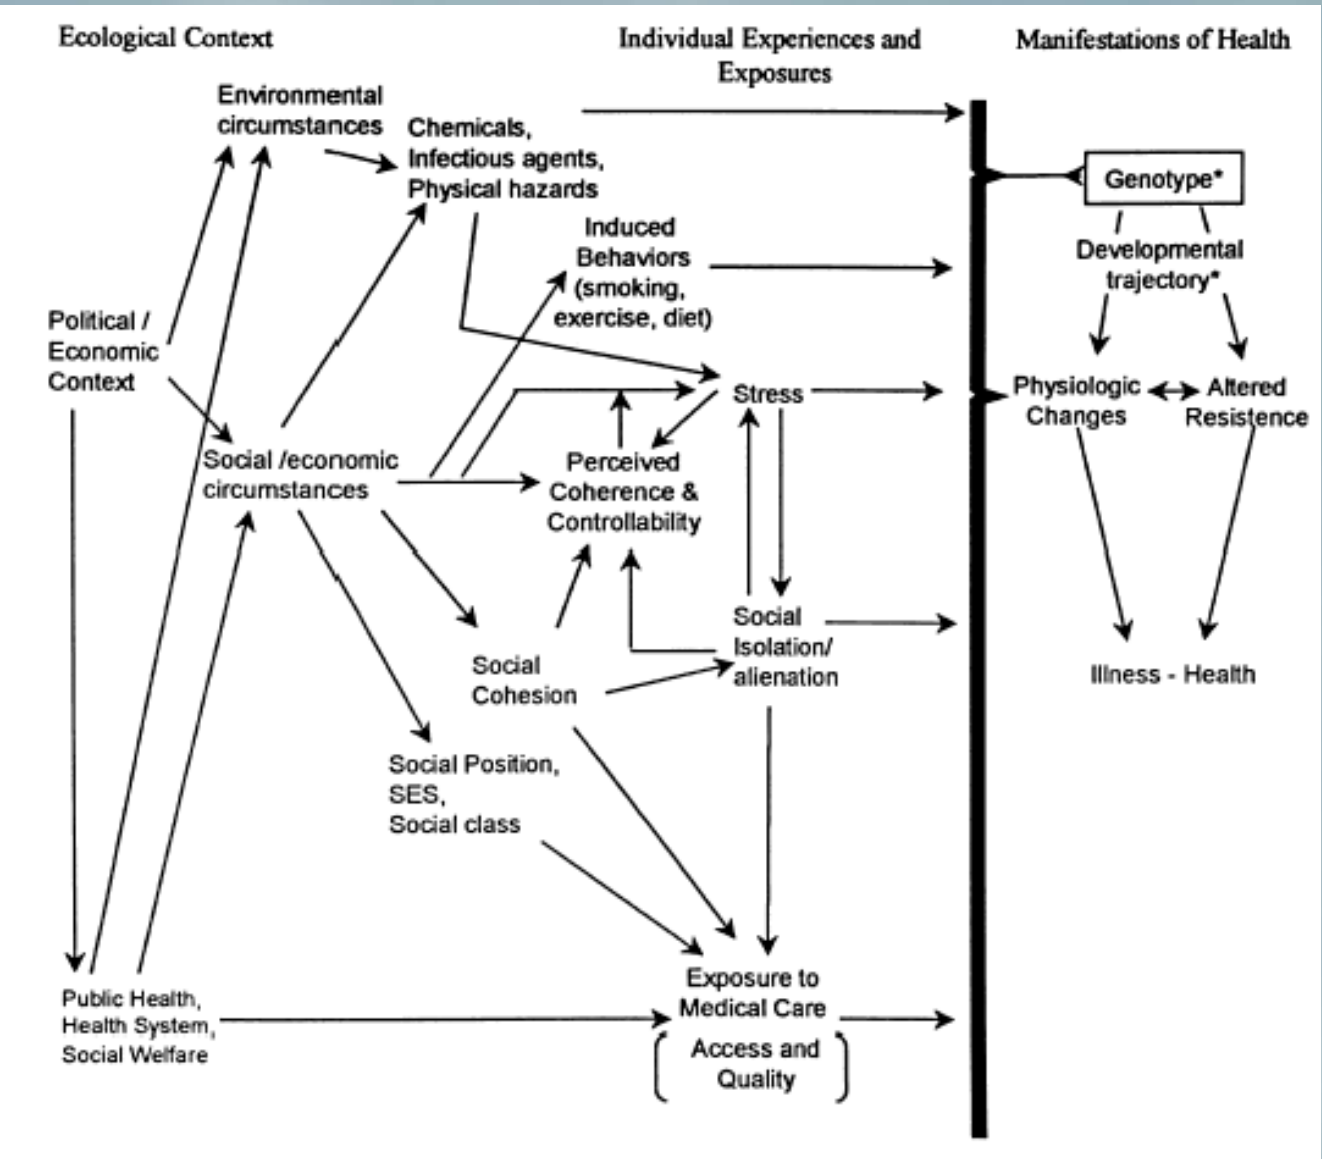 Ecological Context
Individual Experiences and
Exposures
Manifestations of Health
Environmental
circumstances
Chemicals,
Infectious agents,
Physical hazards
Genotype*
Induced
Behaviors
(smoking,
exercise, diet)
Developmental
trajectory*
Political /
Economic
Context
Stress
Physiologic
Changes
Altered
Resistence
Social /economic
circumstances
Perceived
Coherence &
Controllability
Social
Isolation/
alienation
Social
Cohesion
Illness - Health
Social Position,
SES,
Social class
Public Health,
Health System,
Social Welfare
Exposure to
Medical Care
Access and
Quality